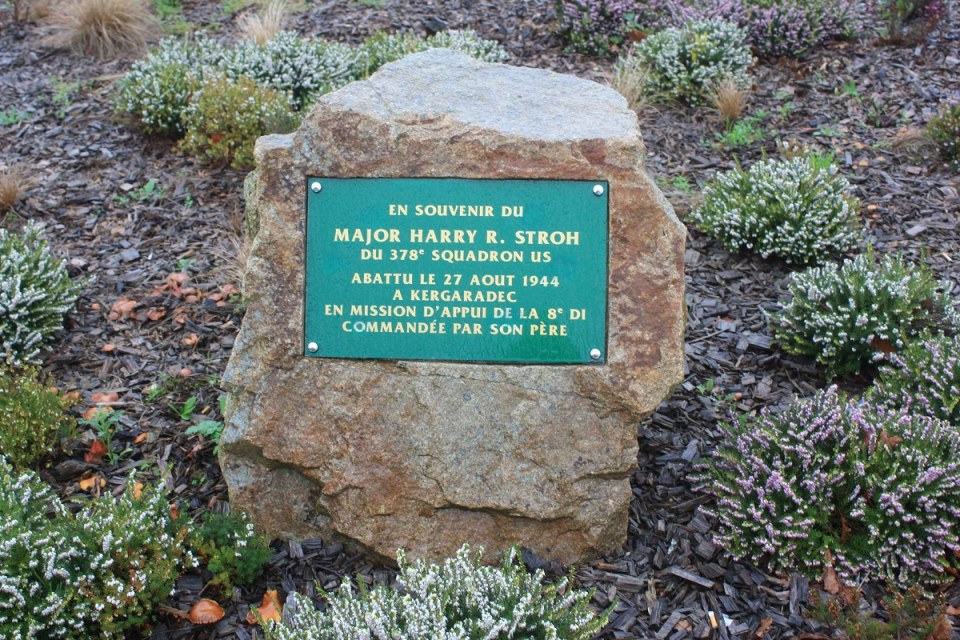 EN SOUVENIR DU
MAJOR HARRY R. STROH
DU 378e SQUADRON US
ABATTU LE 27 AOUT 1944
A KERGARADEC
EN MISSION D'APPUI DE LA 8e DI
COMMANDÉE PAR SON PÈRE